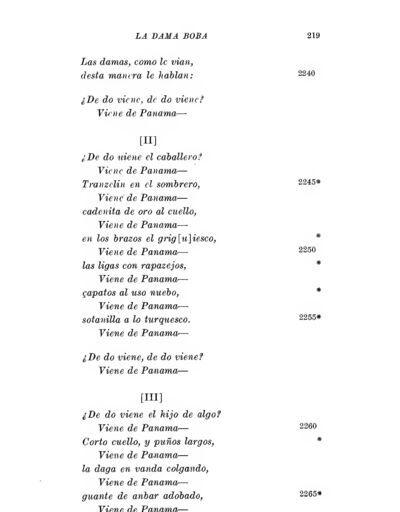 LA DAMA BOBA 219
Las damas, como le vian,
desta manera le hablan: 2240
¿De do viene, de do viene?
Viene de Panama—
[II]
¿De do uiene el caballero?
Viene de Panama—
Tranzelin en el sombrero, 2245*
Viene de Panama—
cadenita de oro al cuello,
Viene de Panama—
en los brazos el grig[u]iesco, *
Viene de Panama— 2250
las ligas con rapazejos, *
Viene de Panama—
çapatos al uso nuebo, *
Viene de Panama—
sotanilla a lo turquesco. 2255*
Viene de Panama—
¿De do viene, de do viene?
Viene de Panama—
[III]
¿De do viene el hijo de algo?
Viene de Panama— 2260
Corto cuello, y puños largos, *
Viene de Panama—
la daga en vanda colgando,
Viene de Panama—
guante de anbar adobado, 2265*
Viene de Panama—